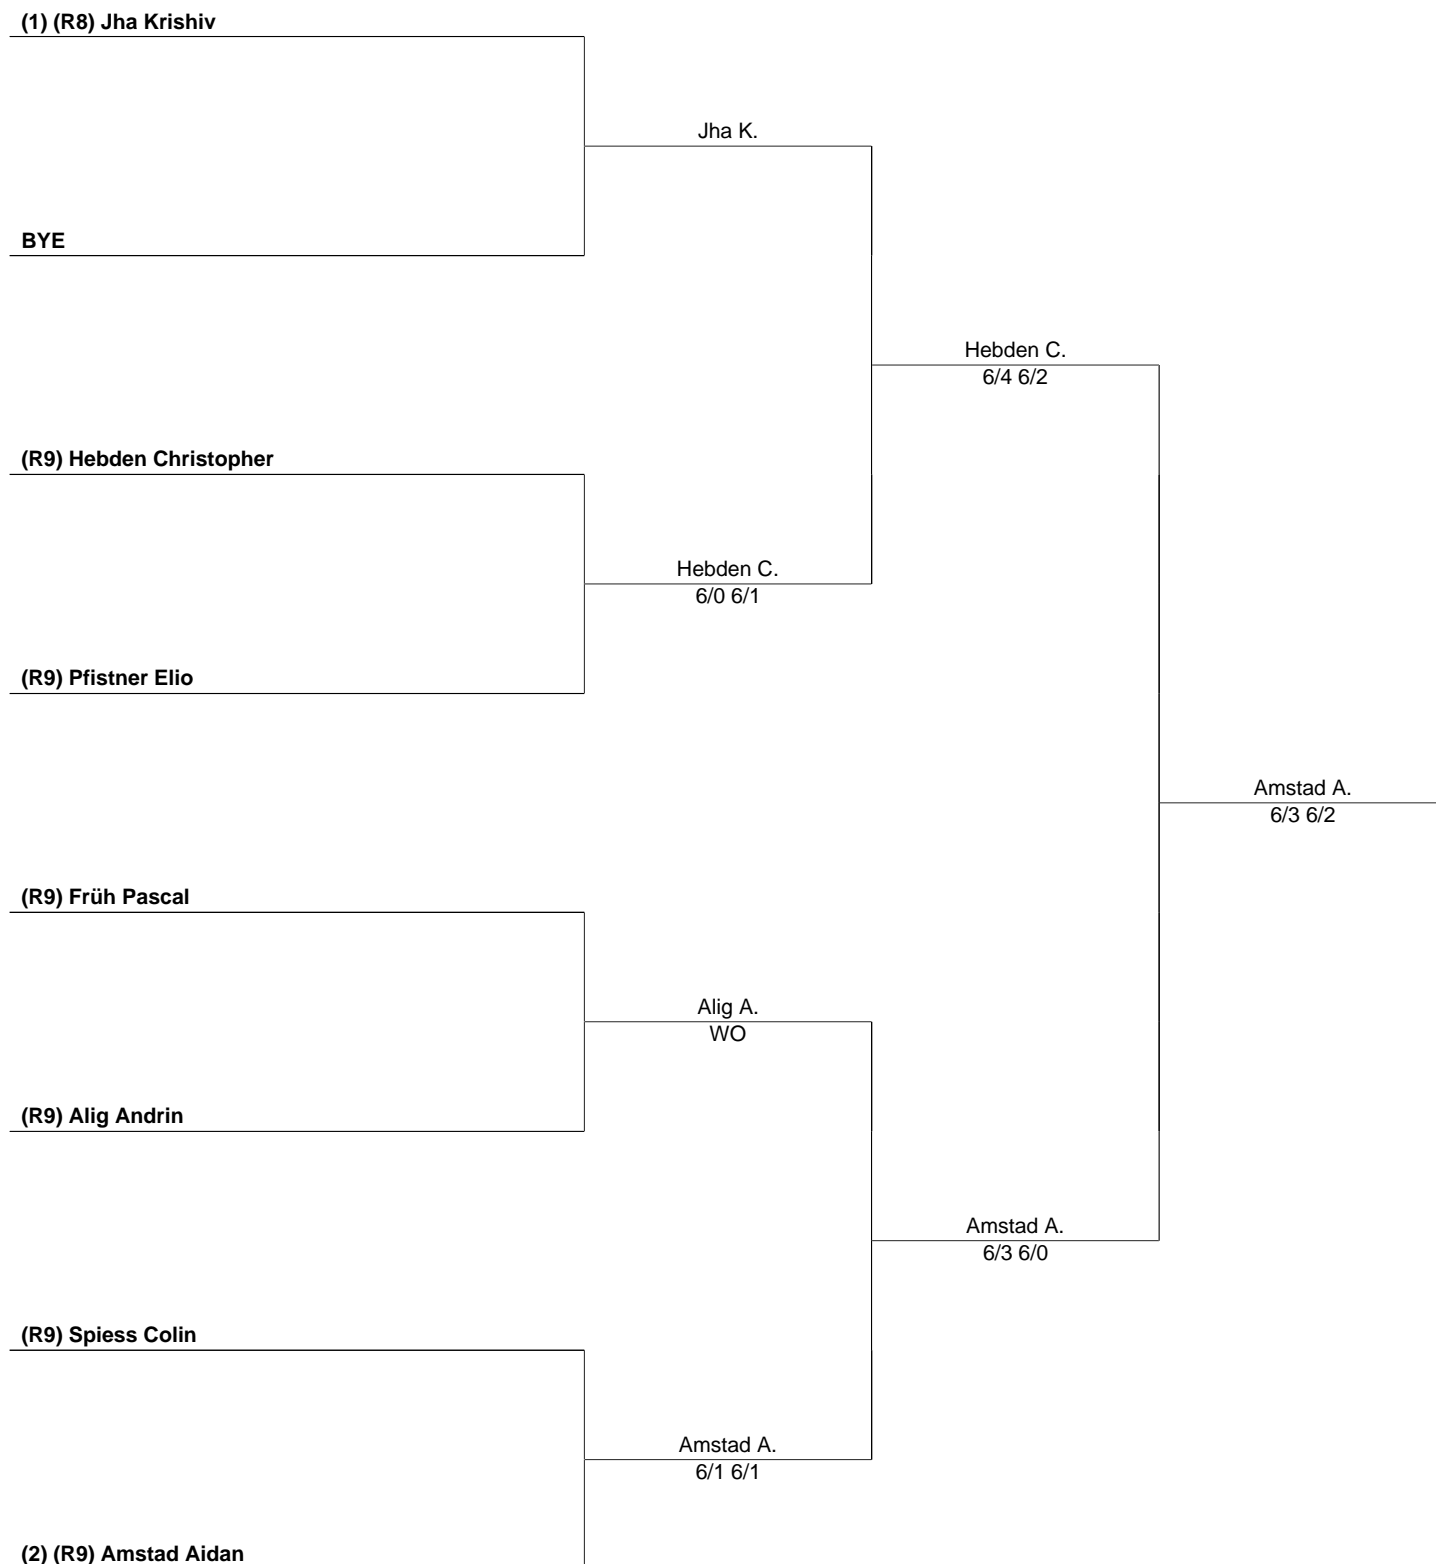 (1) (R8) Jha Krishiv
Jha K.
BYE
Hebden C.
6/4 6/2
(R9) Hebden Christopher
Hebden C.
6/0 6/1
(R9) Pfistner Elio
Amstad A.
6/3 6/2
(R9) Früh Pascal
Alig A.
WO
(R9) Alig Andrin
Amstad A.
6/3 6/0
(R9) Spiess Colin
Amstad A.
6/1 6/1
(2) (R9) Amstad Aidan